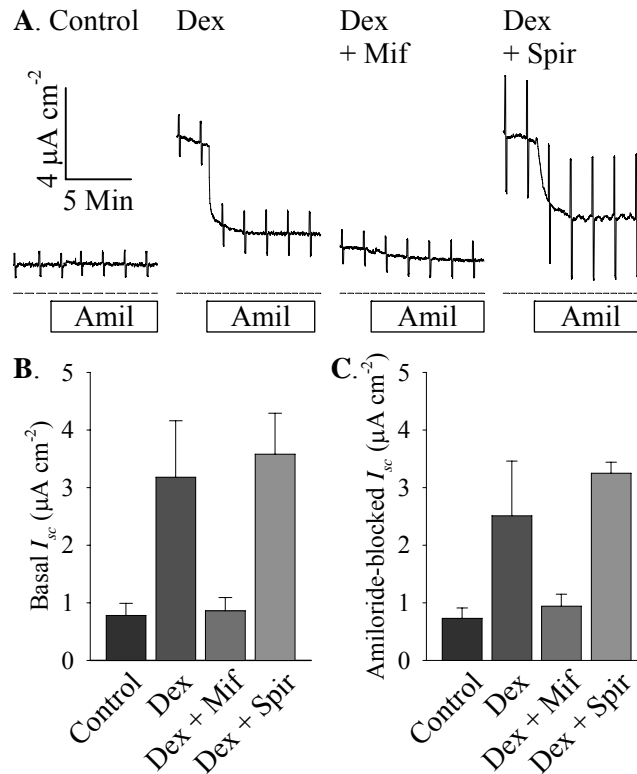 A. Control
Dex
Dex
+ Mif
Dex
+ Spir
4 µA cm-2
5 Min
Amil
Amil
Amil
Amil
B.
Basal Isc (µA cm-2)
5
4
3
2
1
0
Control
Dex
Dex + Mif
Dex + Spir
C.
Amiloride-blocked Isc (µA cm-2)
5
4
3
2
1
0
Control
Dex
Dex + Mif
Dex + Spir